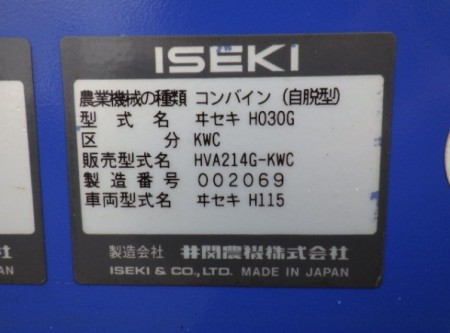 ISEKI
農業機械の種類 コンバイン (自脱型)
型式名 ヰセキ HO30G
区分 KWC
販売型式名 HVA214G-KWC
製造番号 002069
車両型式名 ヰセキ H115
製造会社 井関農機株式会社
ISEKI & CO., LTD. MADE IN JAPAN
社
AN